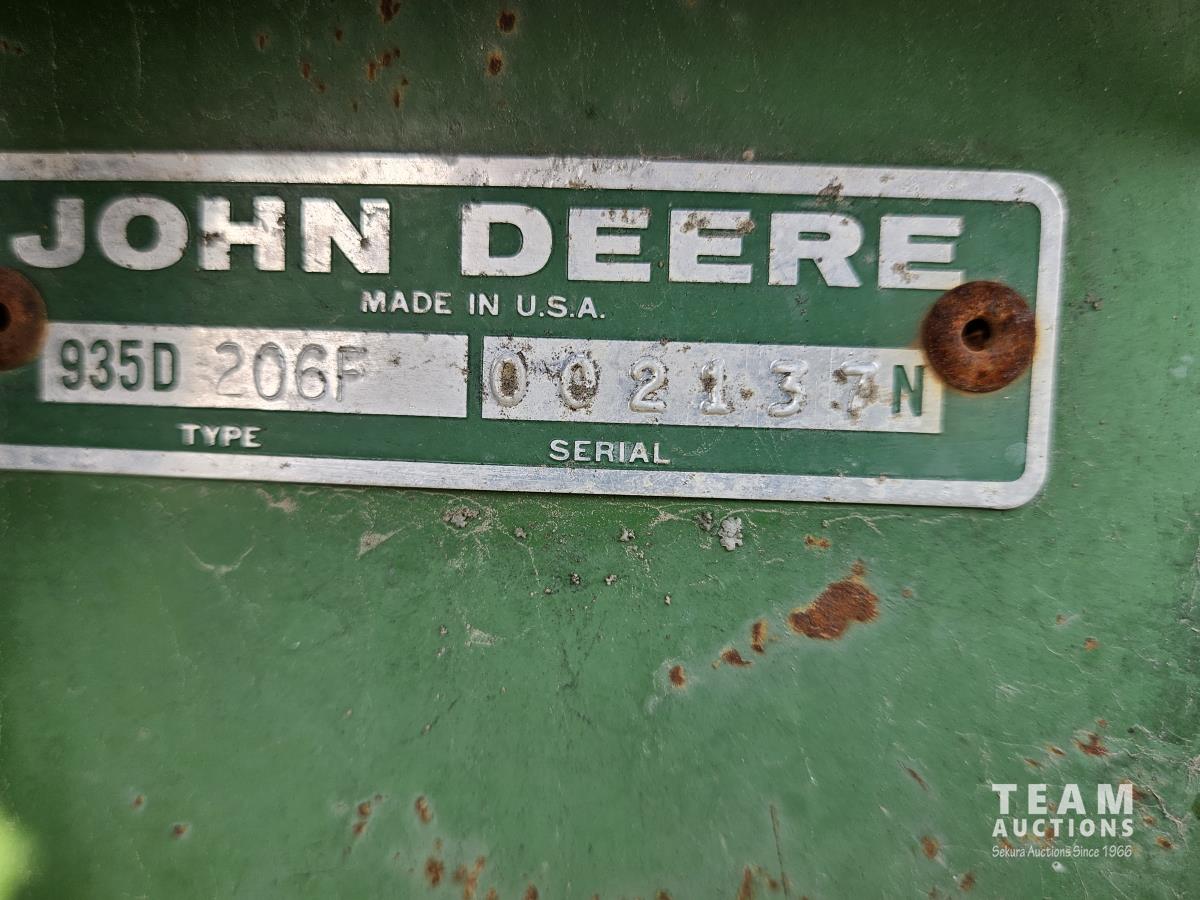 JOHN DEERE
MADE IN U.S.A.
935D 206F 002137N
TYPE SERIAL
TEAM
AUCTIONS
Sekura Auctions Since 1966